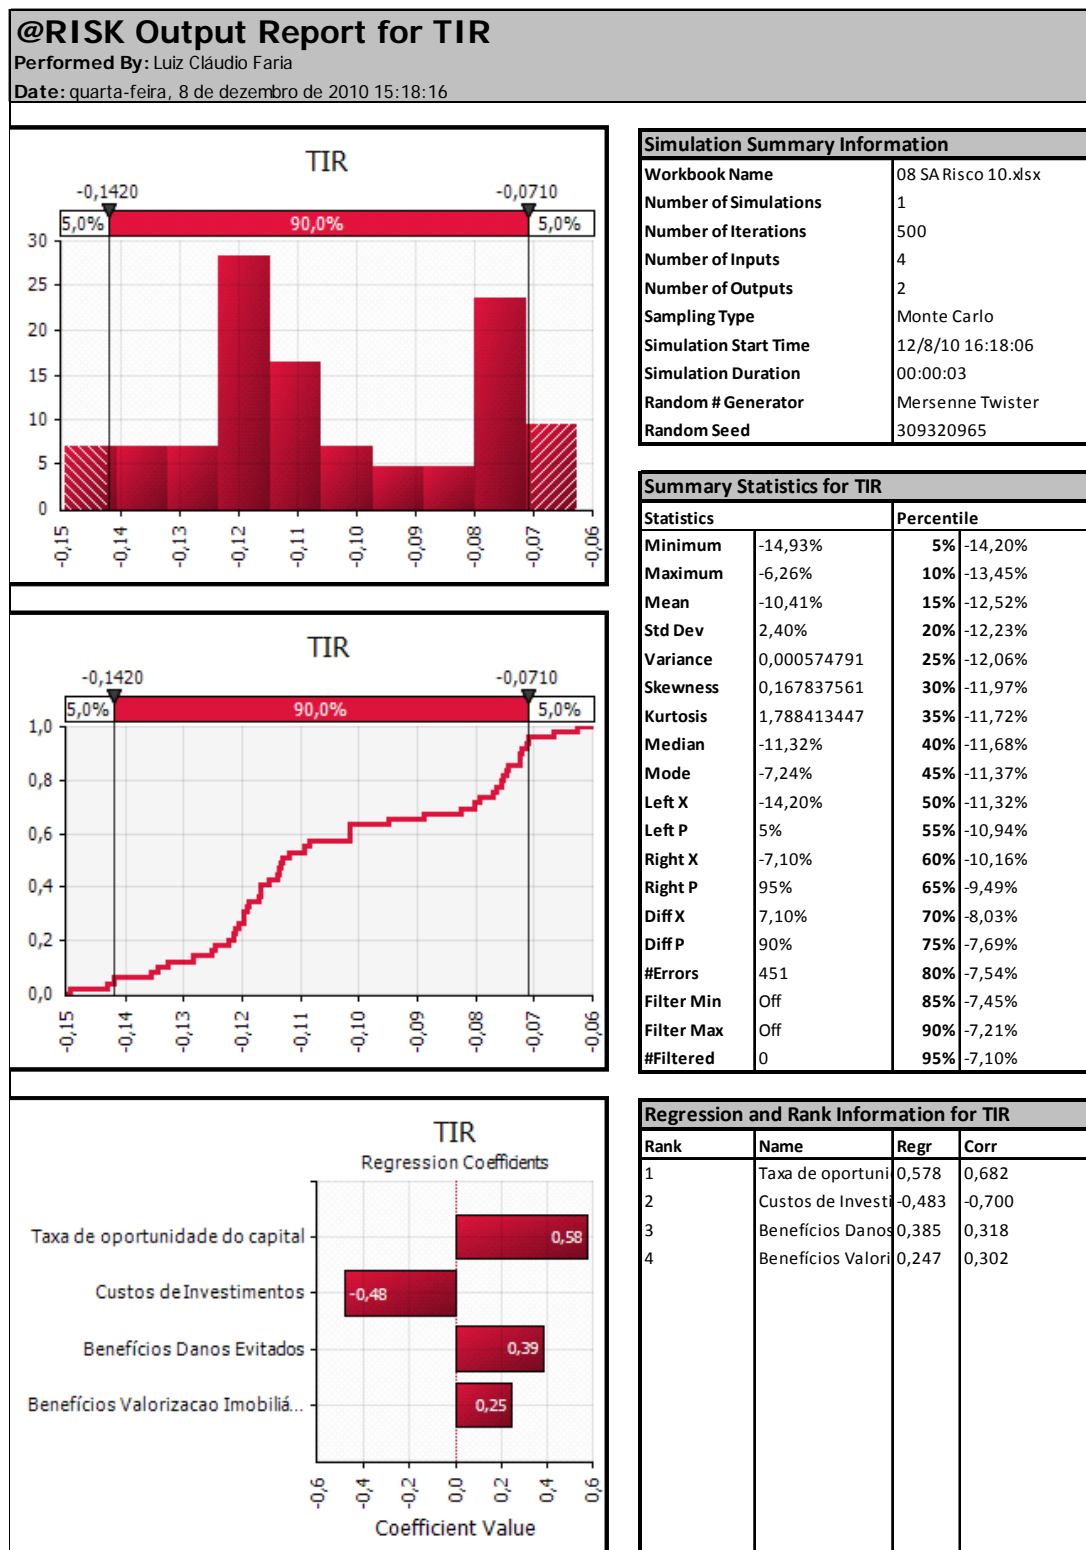 @RISK Output Report for TIR
Performed By: Luiz Cláudio Faria
Date: quarta-feira, 8 de dezembro de 2010 15:18:16
TIR
-0,1420 -0,0710
5,0% 90,0% 5,0%
30
25
20
15
10
5
0
-0,15 -0,14 -0,13 -0,12 -0,11 -0,10 -0,09 -0,08 -0,07 -0,06
TIR
-0,1420 -0,0710
5,0% 90,0% 5,0%
1,0
0,8
0,6
0,4
0,2
0,0
-0,15 -0,14 -0,13 -0,12 -0,11 -0,10 -0,09 -0,08 -0,07 -0,06
TIR
Regression Coefficients
Taxa de oportunidade do capital 0,58
Custos de Investimentos -0,48
Benefícios Danos Evitados 0,39
Benefícios Valorizacao Imobiliá... 0,25
-0,6 -0,4 -0,2 0,0 0,2 0,4 0,6
Coefficient Value
Simulation Summary Information
Workbook Name 08 SA Risco 10.xlsx
Number of Simulations 1
Number of Iterations 500
Number of Inputs 4
Number of Outputs 2
Sampling Type Monte Carlo
Simulation Start Time 12/8/10 16:18:06
Simulation Duration 00:00:03
Random # Generator Mersenne Twister
Random Seed 309320965
Summary Statistics for TIR
Statistics Percentile
Minimum -14,93% 5% -14,20%
Maximum -6,26% 10% -13,45%
Mean -10,41% 15% -12,52%
Std Dev 2,40% 20% -12,23%
Variance 0,000574791 25% -12,06%
Skewness 0,167837561 30% -11,97%
Kurtosis 1,788413447 35% -11,72%
Median -11,32% 40% -11,68%
Mode -7,24% 45% -11,37%
Left X -14,20% 50% -11,32%
Left P 5% 55% -10,94%
Right X -7,10% 60% -10,16%
Right P 95% 65% -9,49%
Diff X 7,10% 70% -8,03%
Diff P 90% 75% -7,69%
#Errors 451 80% -7,54%
Filter Min Off 85% -7,45%
Filter Max Off 90% -7,21%
#Filtered 0 95% -7,10%
Regression and Rank Information for TIR
Rank Name Regr Corr
1 Taxa de oportuni 0,578 0,682
2 Custos de Investi -0,483 -0,700
3 Benefícios Danos 0,385 0,318
4 Benefícios Valori 0,247 0,302